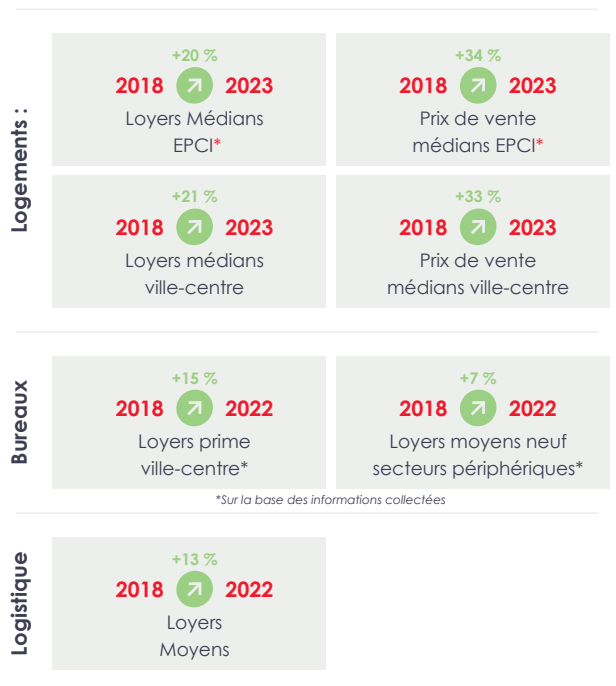 Logements :
+20 %
2018 2023
Loyers Médians
EPCI*
+34 %
2018 2023
Prix de vente
médians EPCI*
+21 %
2018 2023
Loyers médians
ville-centre
+33 %
2018 2023
Prix de vente
médians ville-centre
Bureaux
+15 %
2018 2022
Loyers prime
ville-centre*
+7 %
2018 2022
Loyers moyens neuf
secteurs périphériques*
*Sur la base des informations collectées
Logistique
+13 %
2018 2022
Loyers
Moyens